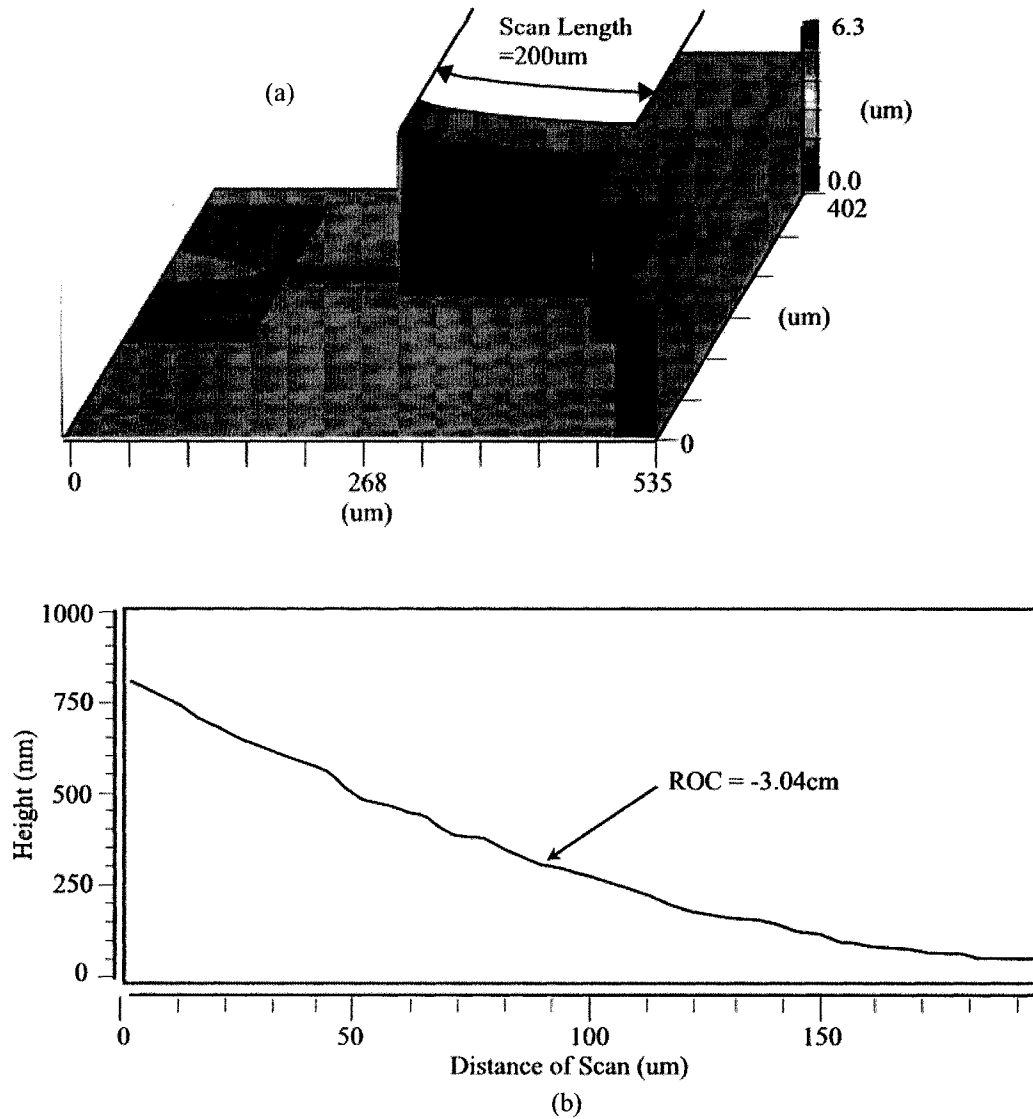 Scan Length
=200um
(a)
6.3
(um)
0.0
402
(um)
0
0
268
535
(um)
1000
750
500
250
0
Height (nm)
ROC = -3.04cm
0
50
100
150
Distance of Scan (um)
(b)